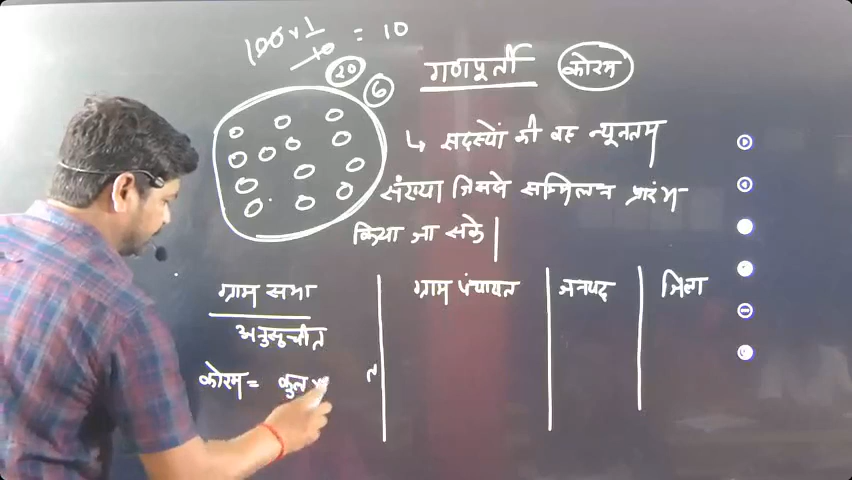 100 × 1/10 = 10
20
6
गणपूर्ती कोरम
↳ सदस्यों की वह न्यूनतम
संख्या जिसमे सम्मिलन प्रारंभ
किया जा सके |
ग्राम सभा ग्राम पंचायत जनपद जिला
अनुसूचीत
कोरम = कुल